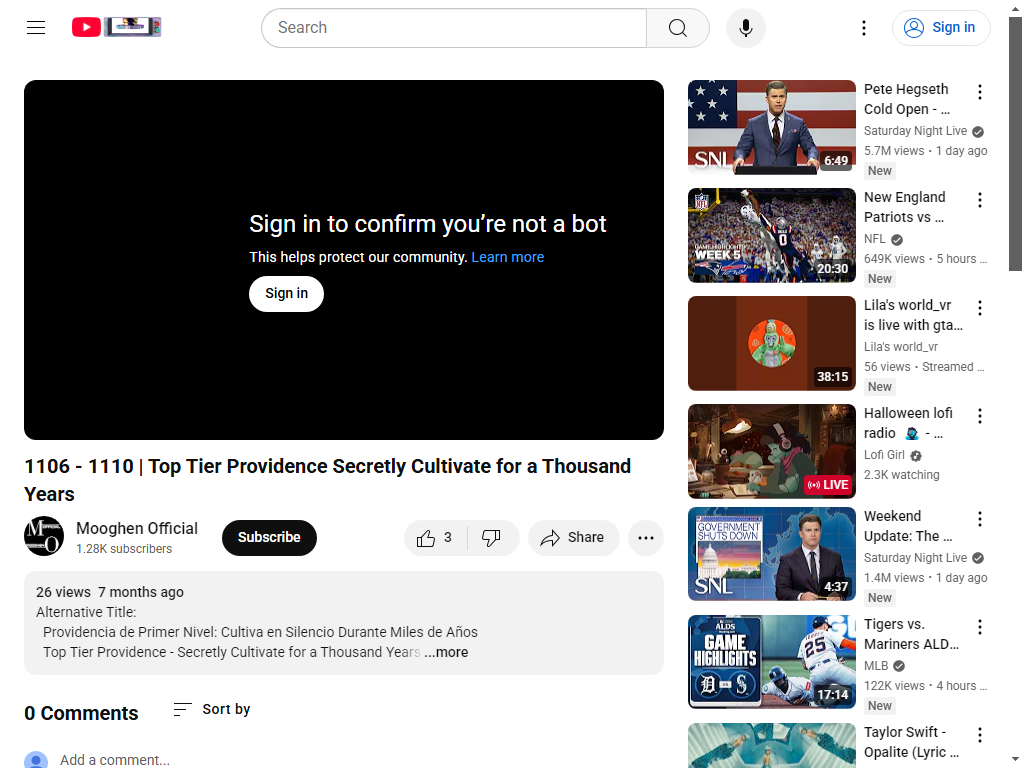 Search
Sign in
Sign in to confirm you’re not a bot
This helps protect our community. Learn more
Sign in
1106 - 1110 | Top Tier Providence Secretly Cultivate for a Thousand
Years
Mooghen Official
1.28K subscribers
Subscribe
3
Share
26 views 7 months ago
Alternative Title:
Providencia de Primer Nivel: Cultiva en Silencio Durante Miles de Años
Top Tier Providence - Secretly Cultivate for a Thousand Years ...more
0 Comments
Sort by
Add a comment...
SNL
6:49
Pete Hegseth
Cold Open - ...
Saturday Night Live
5.7M views • 1 day ago
New
NFL
GAME HIGHLIGHTS
WEEK 5
20:30
New England
Patriots vs ...
NFL
649K views • 5 hours ...
New
38:15
Lila's world_vr
is live with gta...
Lila's world_vr
56 views • Streamed ...
New
LIVE
Halloween lofi
radio - ...
Lofi Girl
2.3K watching
GOVERNMENT
SHUTS DOWN
SNL
4:37
Weekend
Update: The ...
Saturday Night Live
1.4M views • 1 day ago
New
ALDS
GAME
HIGHLIGHTS
VS
25
17:14
Tigers vs.
Mariners ALD...
MLB
122K views • 4 hours ...
New
Taylor Swift -
Opalite (Lyric ...